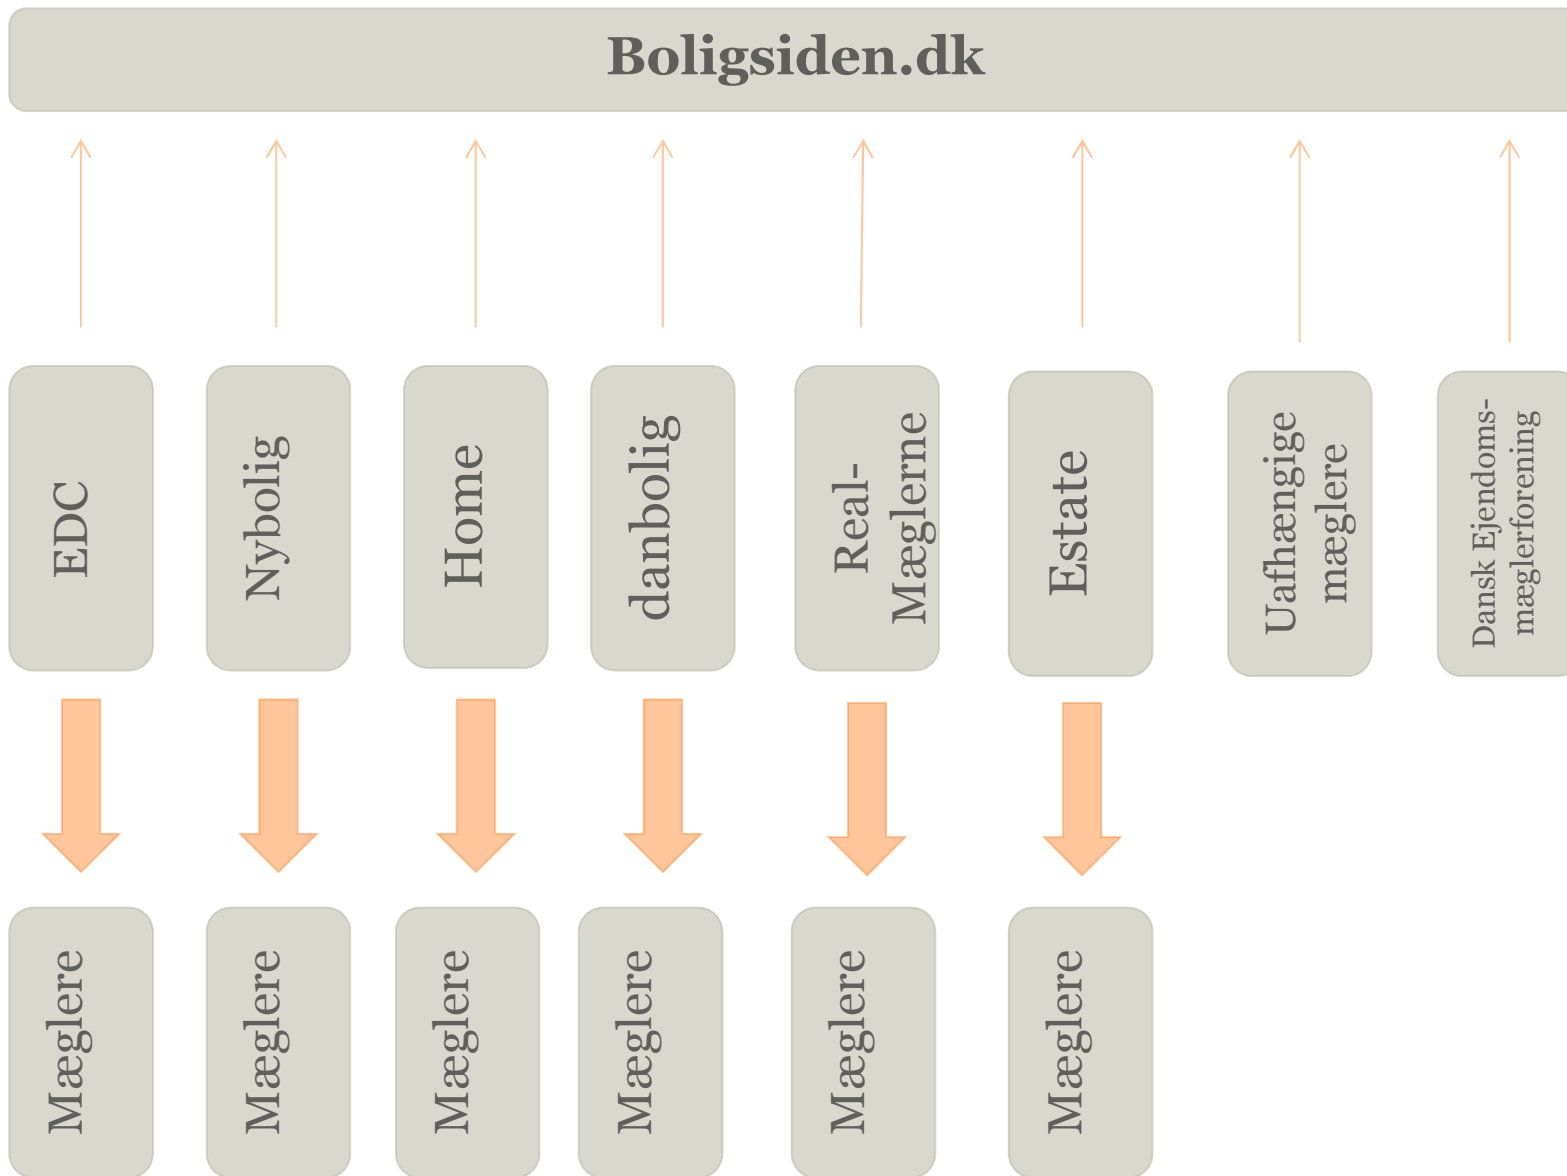 Boligsiden.dk
EDC
Nybolig
Home
danbolig
Real-
Mæglerne
Estate
Uafhængige
mæglere
Dansk Ejendoms-
mæglerforening
Mæglere
Mæglere
Mæglere
Mæglere
Mæglere
Mæglere